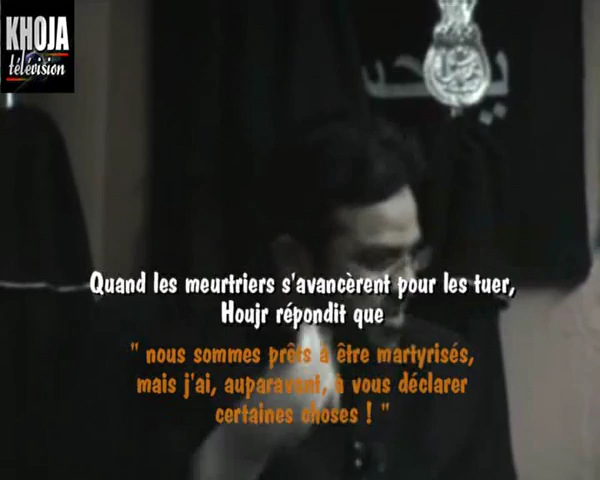 KHOJA
télévision
Quand les meurtriers s'avancèrent pour les tuer,
Houjr répondit que
" nous sommes prêts à être martyrisés,
mais j'ai, auparavant, à vous déclarer
certaines choses ! "